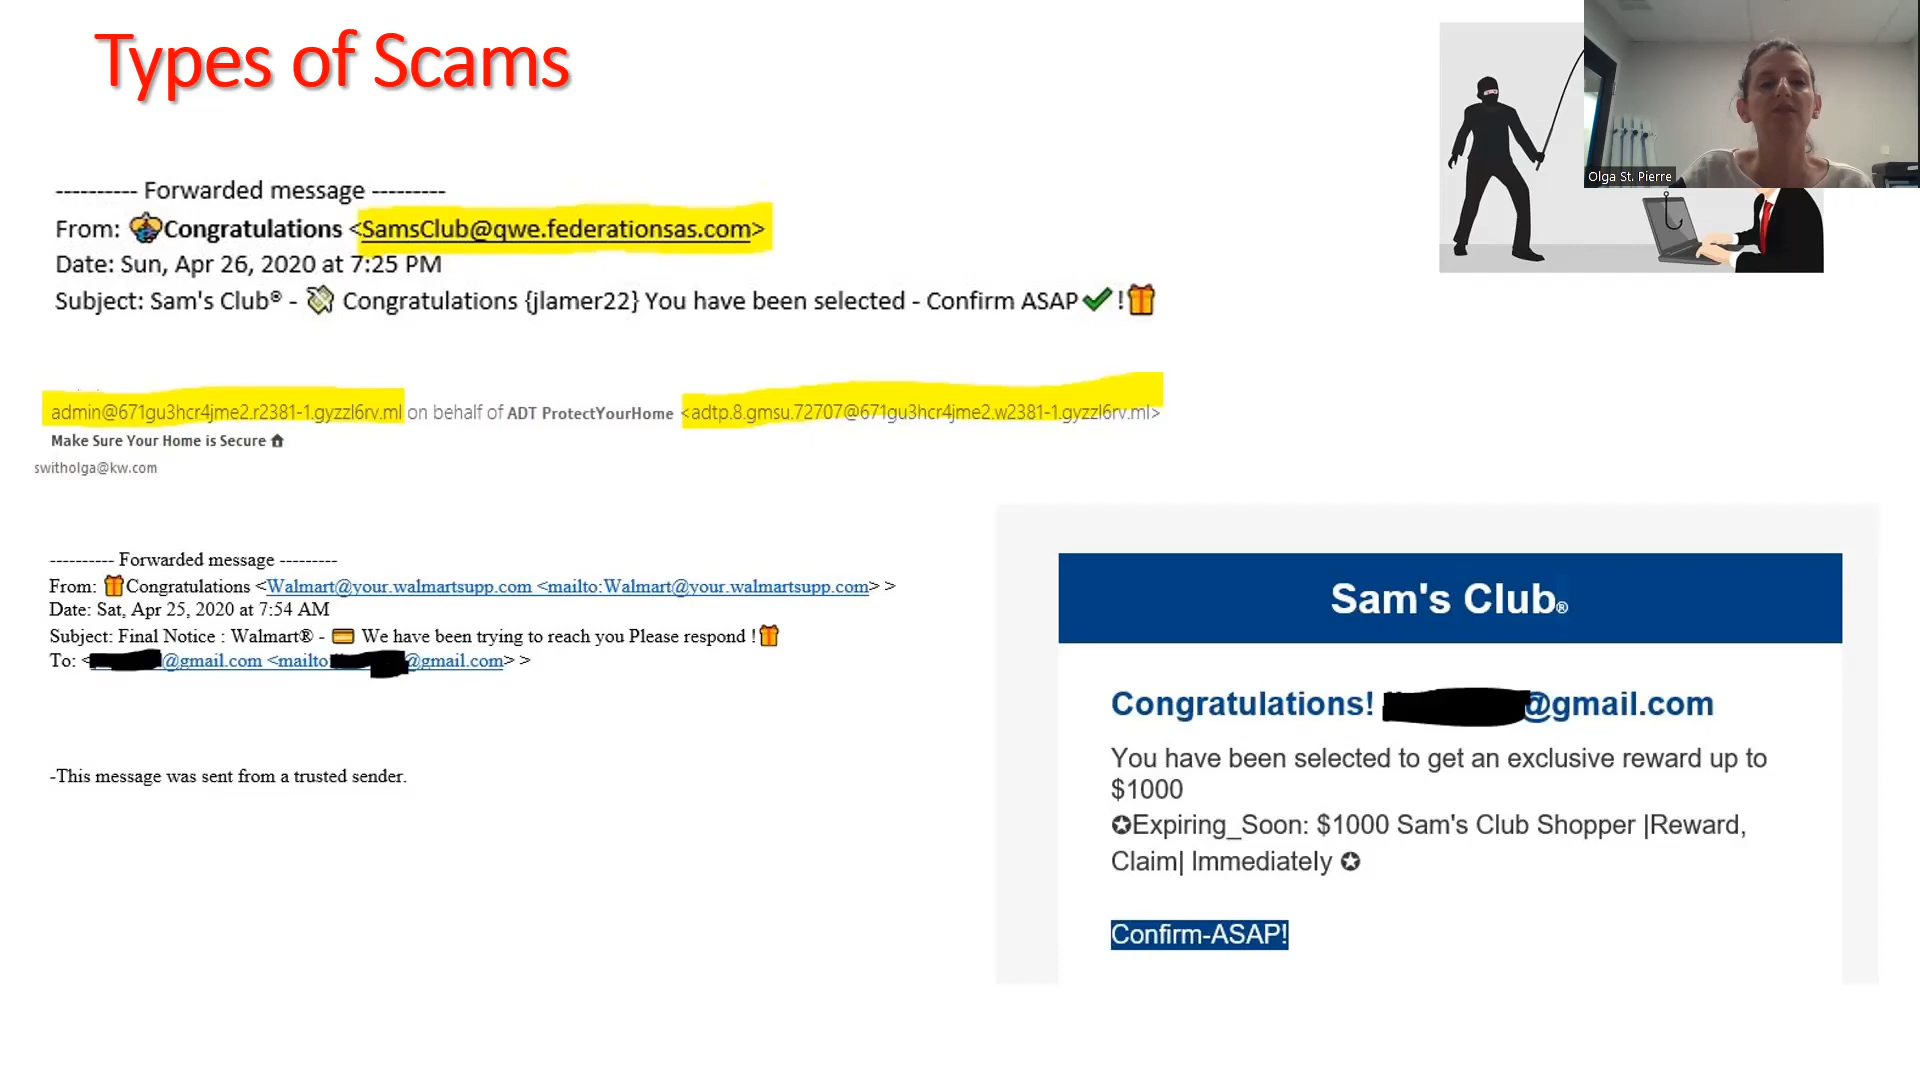 Types of Scams
Olga St. Pierre
---------- Forwarded message ---------
From: Congratulations <SamsClub@qwe.federationsas.com>
Date: Sun, Apr 26, 2020 at 7:25 PM
Subject: Sam's Club® - 💸 Congratulations {jlamer22} You have been selected - Confirm ASAP✔!🎁
admin@671gu3hcr4jme2.r2381-1.gyzzl6rv.ml on behalf of ADT ProtectYourHome <adtp.8.gmsu.72707@671gu3hcr4jme2.w2381-1.gyzzl6rv.ml>
Make Sure Your Home is Secure
switholga@kw.com
---------- Forwarded message ---------
From: 🎁Congratulations <Walmart@your.walmartsupp.com <mailto:Walmart@your.walmartsupp.com> >
Date: Sat, Apr 25, 2020 at 7:54 AM
Subject: Final Notice : Walmart® - 💳 We have been trying to reach you Please respond !🎁
To: <@gmail.com <mailto @gmail.com> >
-This message was sent from a trusted sender.
Sam's Club®
Congratulations! @gmail.com
You have been selected to get an exclusive reward up to
$1000
✪Expiring_Soon: $1000 Sam's Club Shopper |Reward,
Claim| Immediately ✪
Confirm-ASAP!